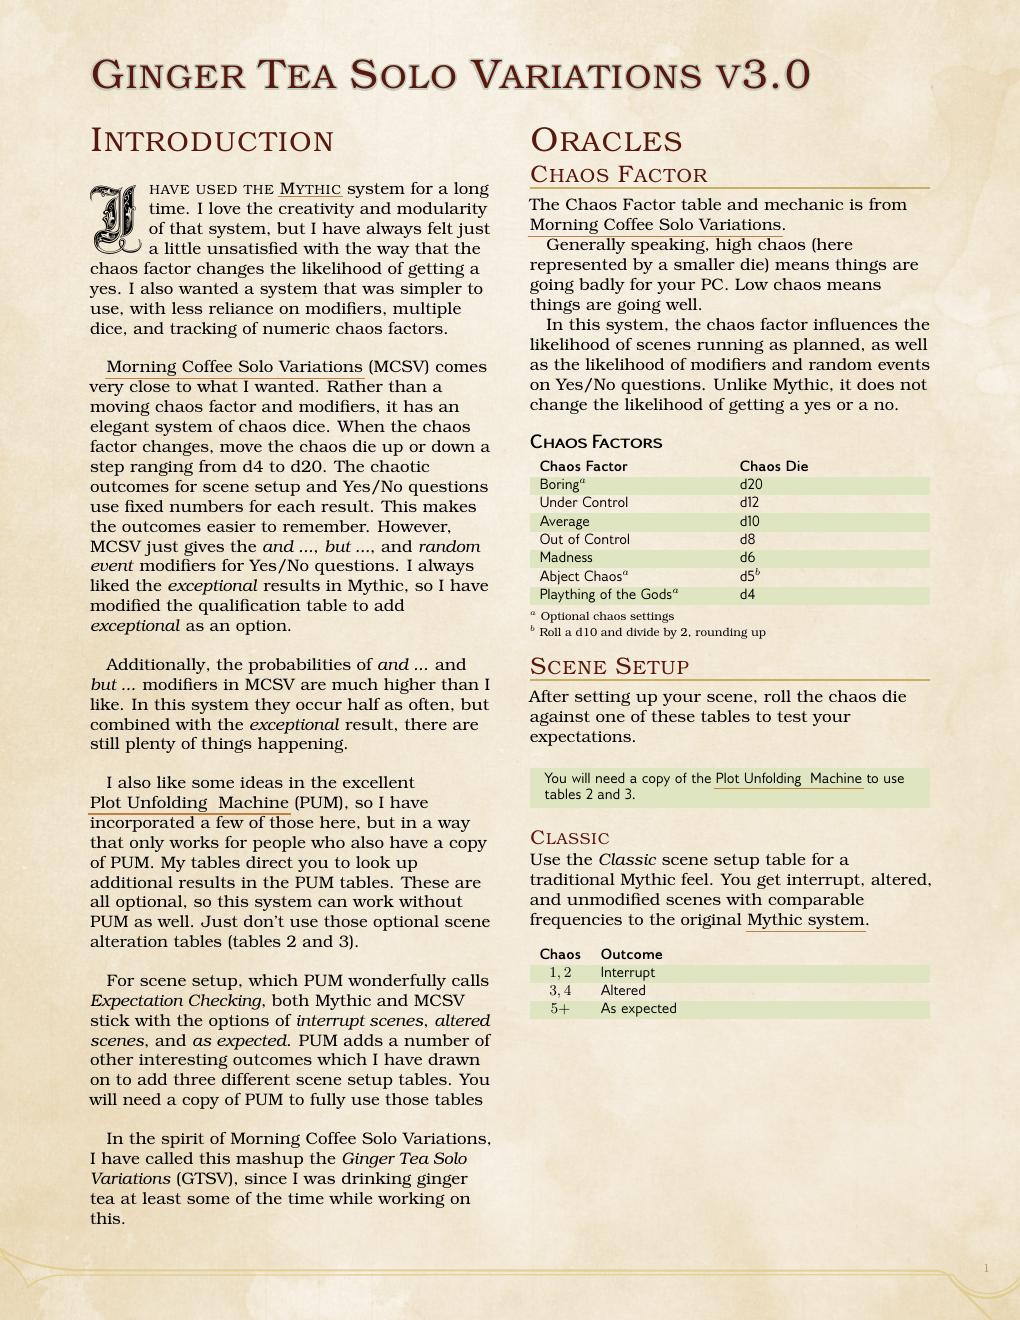 Ginger Tea Solo Variations v3.0
Introduction
I have used the Mythic system for a long
time. I love the creativity and modularity
of that system, but I have always felt just
a little unsatisfied with the way that the
chaos factor changes the likelihood of getting a
yes. I also wanted a system that was simpler to
use, with less reliance on modifiers, multiple
dice, and tracking of numeric chaos factors.
Morning Coffee Solo Variations (MCSV) comes
very close to what I wanted. Rather than a
moving chaos factor and modifiers, it has an
elegant system of chaos dice. When the chaos
factor changes, move the chaos die up or down a
step ranging from d4 to d20. The chaotic
outcomes for scene setup and Yes/No questions
use fixed numbers for each result. This makes
the outcomes easier to remember. However,
MCSV just gives the and ..., but ..., and random
event modifiers for Yes/No questions. I always
liked the exceptional results in Mythic, so I have
modified the qualification table to add
exceptional as an option.
Additionally, the probabilities of and ... and
but ... modifiers in MCSV are much higher than I
like. In this system they occur half as often, but
combined with the exceptional result, there are
still plenty of things happening.
I also like some ideas in the excellent
Plot Unfolding Machine (PUM), so I have
incorporated a few of those here, but in a way
that only works for people who also have a copy
of PUM. My tables direct you to look up
additional results in the PUM tables. These are
all optional, so this system can work without
PUM as well. Just don't use those optional scene
alteration tables (tables 2 and 3).
For scene setup, which PUM wonderfully calls
Expectation Checking, both Mythic and MCSV
stick with the options of interrupt scenes, altered
scenes, and as expected. PUM adds a number of
other interesting outcomes which I have drawn
on to add three different scene setup tables. You
will need a copy of PUM to fully use those tables
In the spirit of Morning Coffee Solo Variations,
I have called this mashup the Ginger Tea Solo
Variations (GTSV), since I was drinking ginger
tea at least some of the time while working on
this.
Oracles
Chaos Factor
The Chaos Factor table and mechanic is from
Morning Coffee Solo Variations.
Generally speaking, high chaos (here
represented by a smaller die) means things are
going badly for your PC. Low chaos means
things are going well.
In this system, the chaos factor influences the
likelihood of scenes running as planned, as well
as the likelihood of modifiers and random events
on Yes/No questions. Unlike Mythic, it does not
change the likelihood of getting a yes or a no.
Chaos Factors
Chaos Factor Chaos Die
Boring^a d20
Under Control d12
Average d10
Out of Control d8
Madness d6
Abject Chaos^a d5^b
Plaything of the Gods^a d4
^a Optional chaos settings
^b Roll a d10 and divide by 2, rounding up
Scene Setup
After setting up your scene, roll the chaos die
against one of these tables to test your
expectations.
You will need a copy of the Plot Unfolding Machine to use
tables 2 and 3.
Classic
Use the Classic scene setup table for a
traditional Mythic feel. You get interrupt, altered,
and unmodified scenes with comparable
frequencies to the original Mythic system.
Chaos Outcome
1, 2 Interrupt
3, 4 Altered
5+ As expected
1